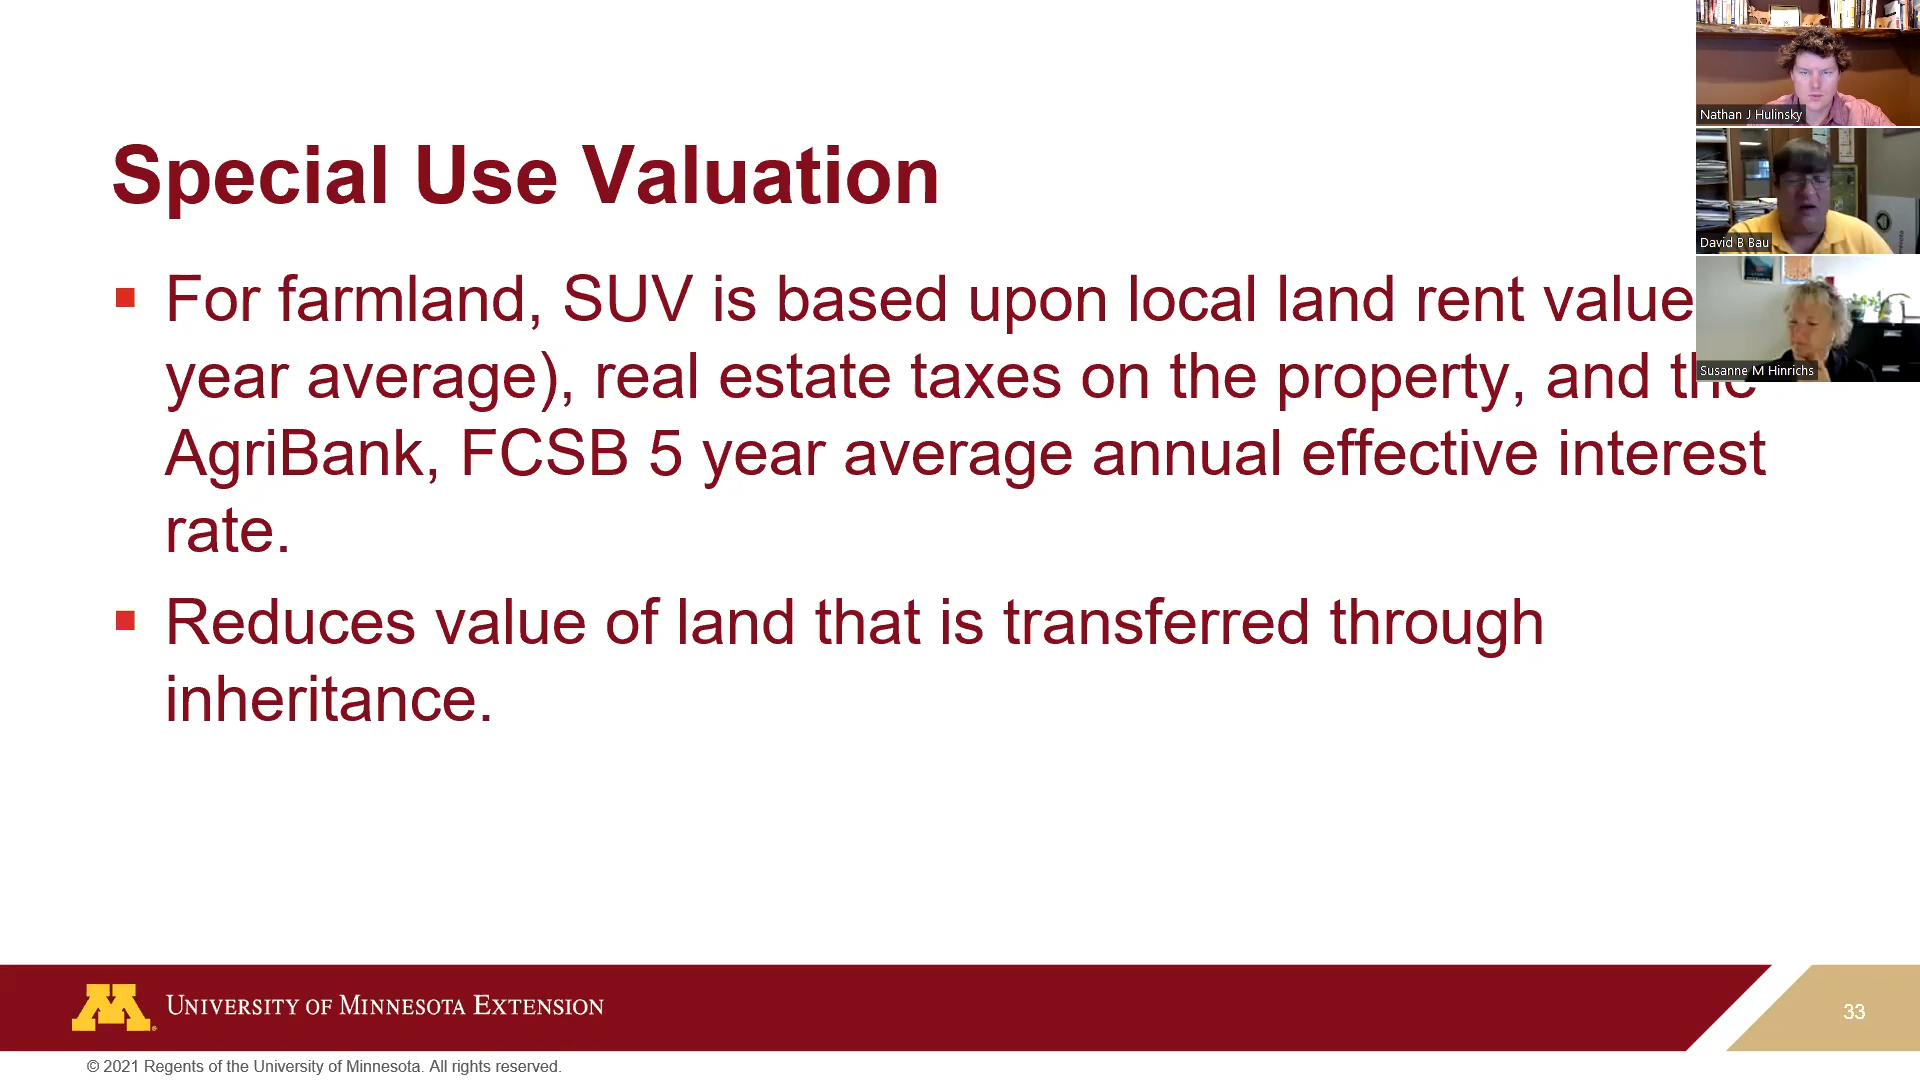 Special Use Valuation
For farmland, SUV is based upon local land rent value
year average), real estate taxes on the property, and the
AgriBank, FCSB 5 year average annual effective interest
rate.
Reduces value of land that is transferred through
inheritance.
Nathan J Hulinsky
David B Bau
Susanne M Hinrichs
UNIVERSITY OF MINNESOTA EXTENSION
33
© 2021 Regents of the University of Minnesota. All rights reserved.